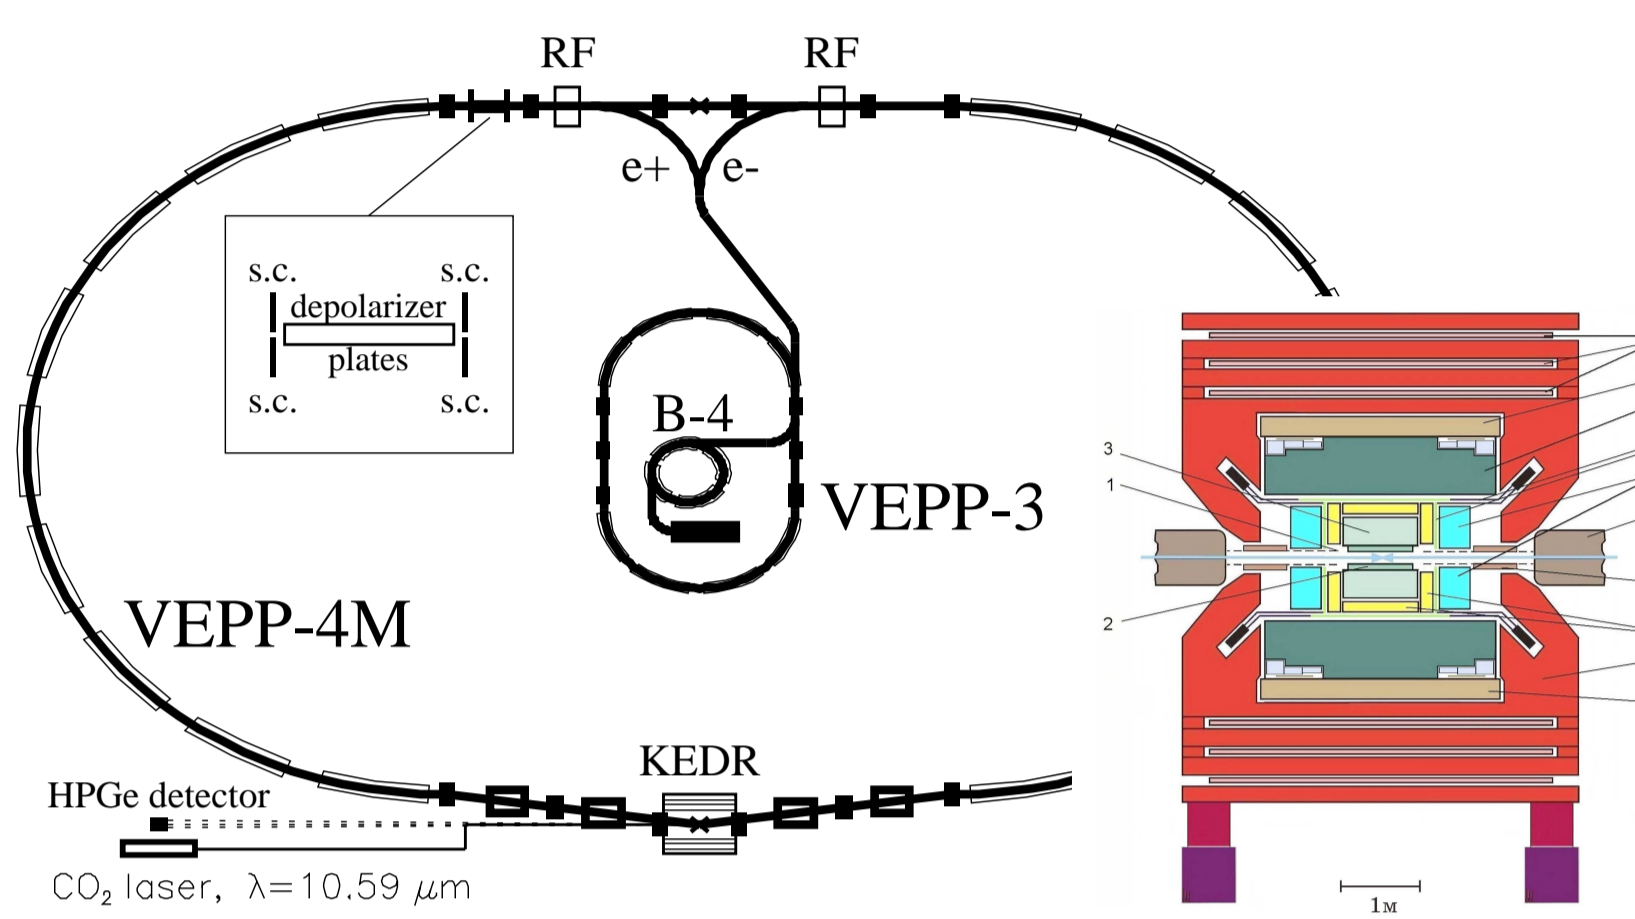 RF
RF
e+
e-
s.c.
s.c.
depolarizer
plates
s.c.
s.c.
B-4
VEPP-3
VEPP-4M
3
1
2
KEDR
HPGe detector
CO₂ laser, λ=10.59 μm
1м